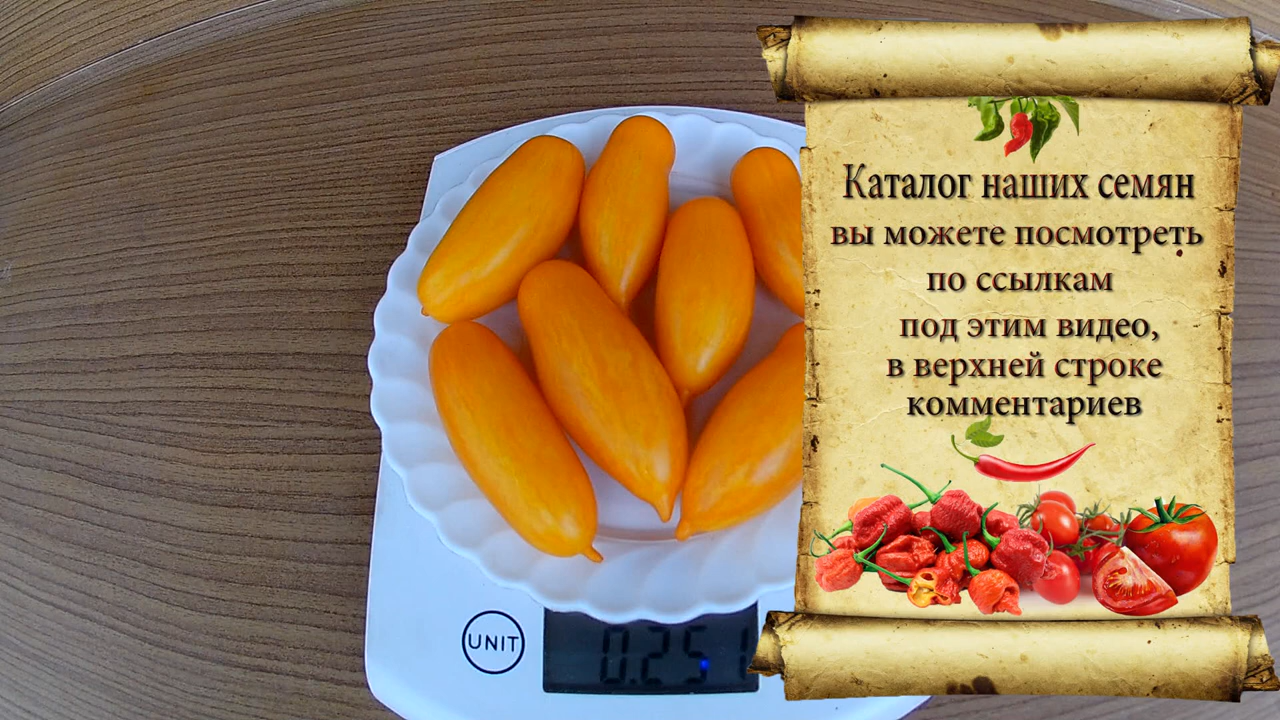 Каталог наших семян
вы можете посмотреть
по ссылкам
под этим видео,
в верхней строке
комментариев
UNIT
0.251